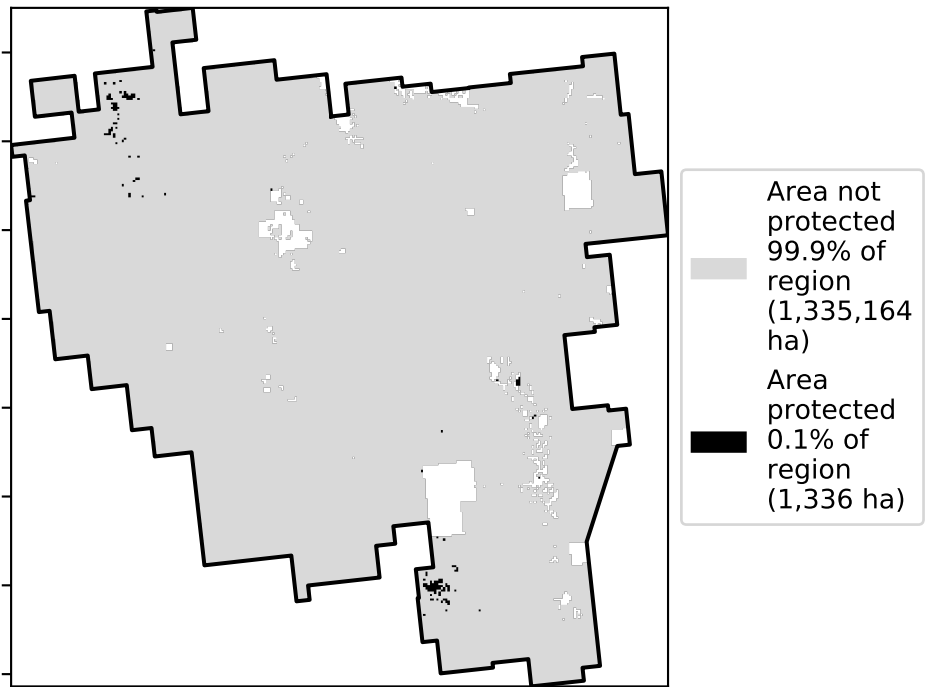 Area not
protected
99.9% of
region
(1,335,164
ha)
Area
protected
0.1% of
region
(1,336 ha)